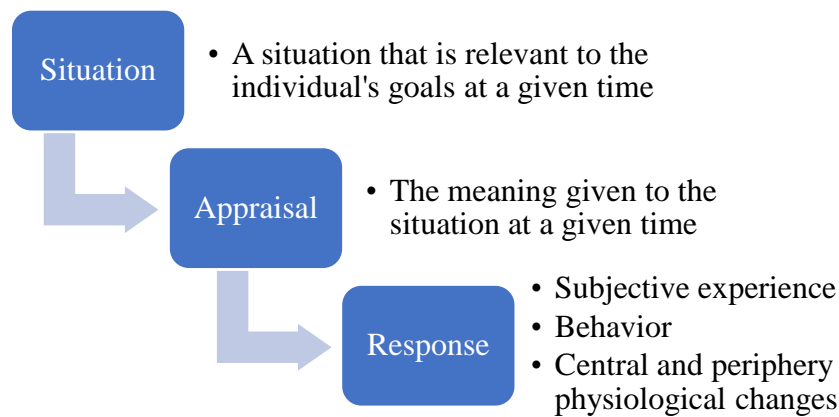 Situation
• A situation that is relevant to the
individual's goals at a given time
Appraisal
• The meaning given to the
situation at a given time
Response
• Subjective experience
• Behavior
• Central and periphery
physiological changes